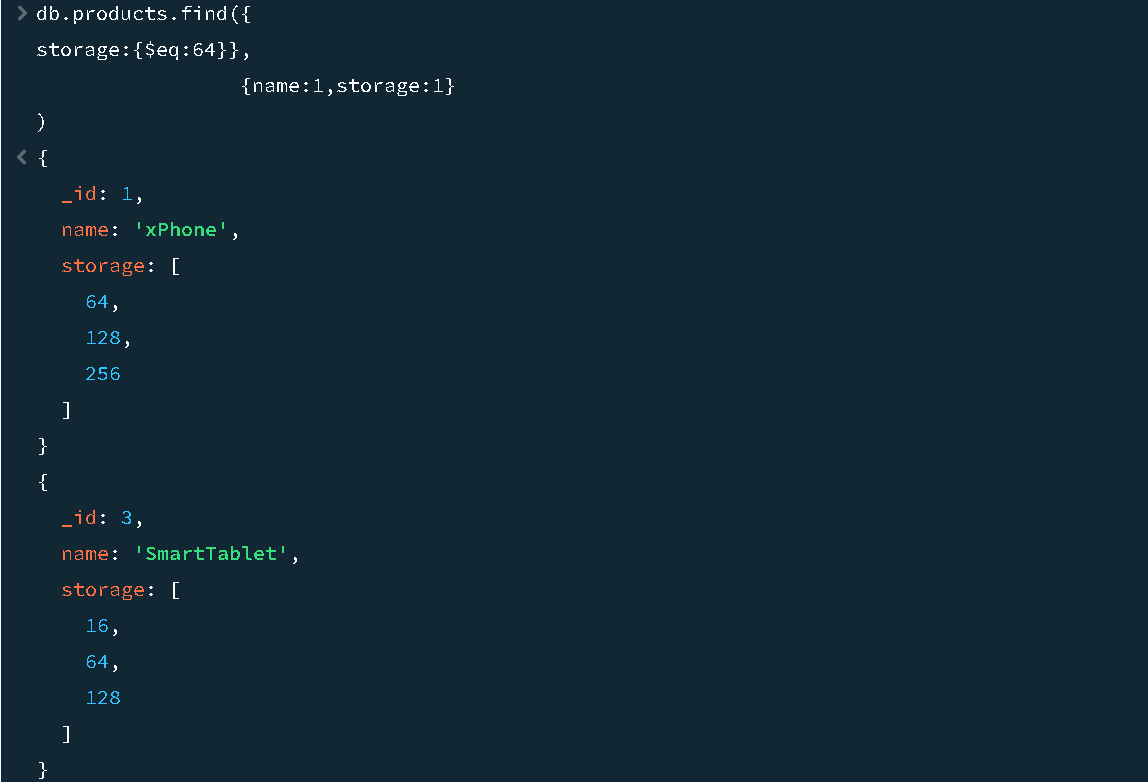 > db.products.find({
storage:{$eq:64}},
{name:1,storage:1}
)
< {
_id: 1,
name: 'xPhone',
storage: [
64,
128,
256
]
}
{
_id: 3,
name: 'SmartTablet',
storage: [
16,
64,
128
]
}